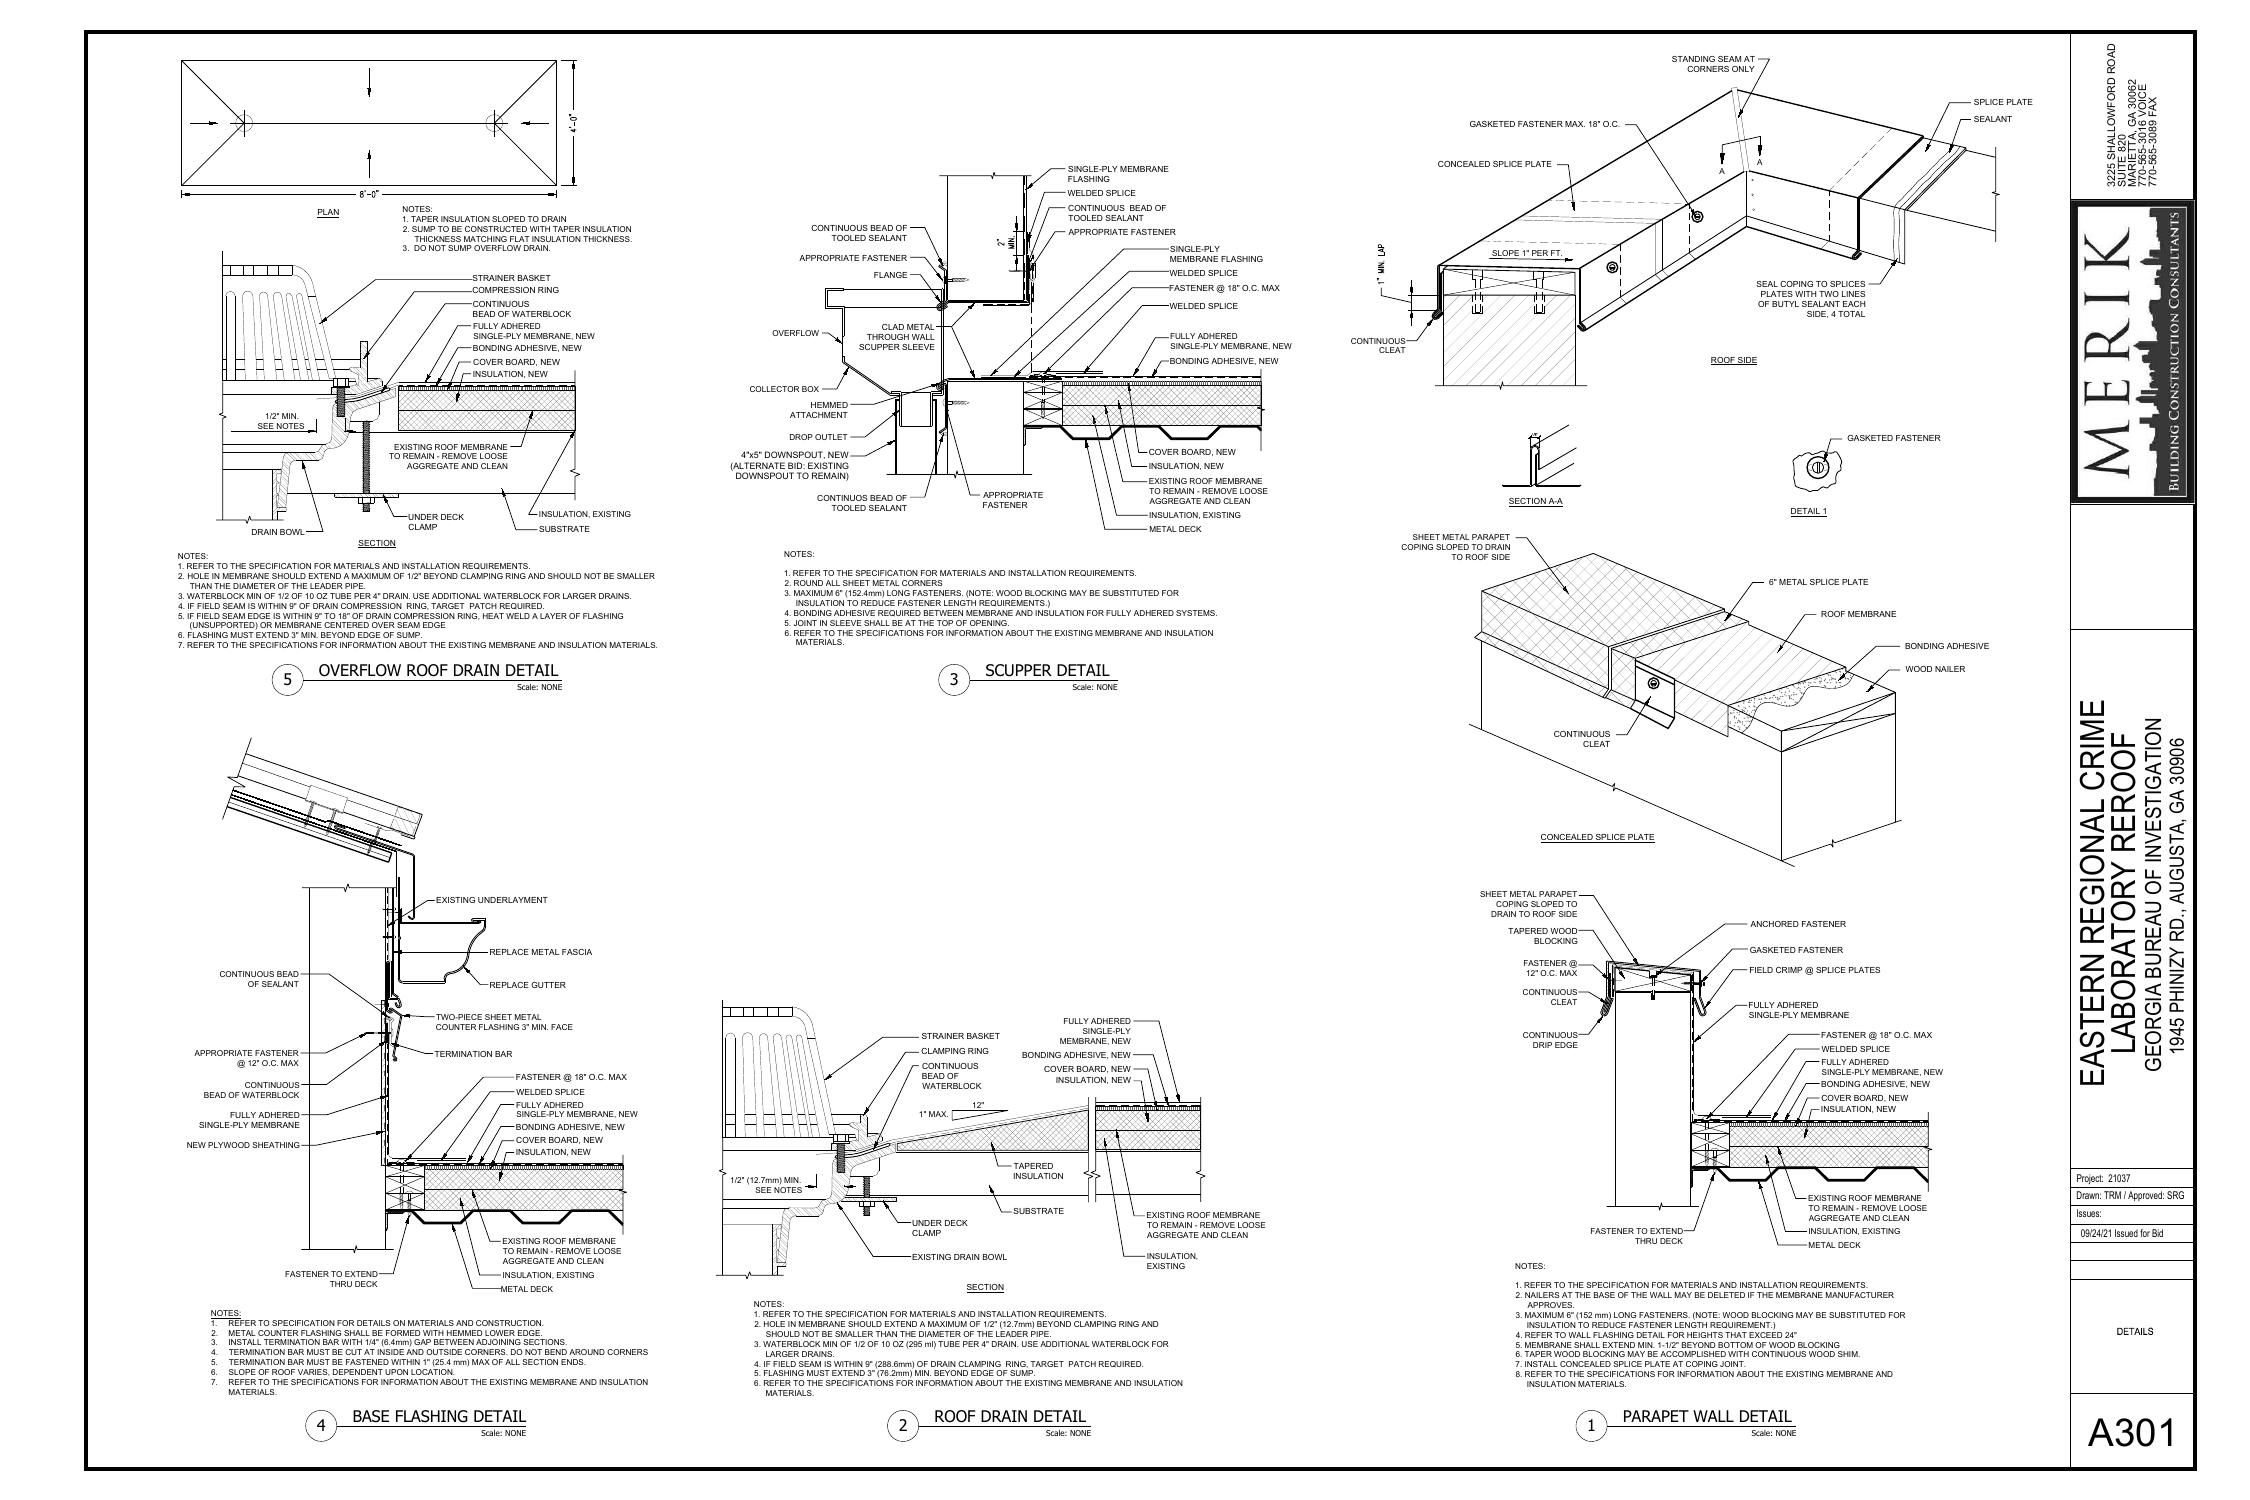 4'-0"
8'-0"
PLAN
NOTES:
1. TAPER INSULATION SLOPED TO DRAIN
2. SUMP TO BE CONSTRUCTED WITH TAPER INSULATION
THICKNESS MATCHING FLAT INSULATION THICKNESS.
3. DO NOT SUMP OVERFLOW DRAIN.
STRAINER BASKET
COMPRESSION RING
CONTINUOUS
BEAD OF WATERBLOCK
FULLY ADHERED
SINGLE-PLY MEMBRANE, NEW
BONDING ADHESIVE, NEW
COVER BOARD, NEW
INSULATION, NEW
1/2" MIN.
SEE NOTES
EXISTING ROOF MEMBRANE
TO REMAIN - REMOVE LOOSE
AGGREGATE AND CLEAN
UNDER DECK
CLAMP
INSULATION, EXISTING
SUBSTRATE
DRAIN BOWL
SECTION
NOTES:
1. REFER TO THE SPECIFICATION FOR MATERIALS AND INSTALLATION REQUIREMENTS.
2. HOLE IN MEMBRANE SHOULD EXTEND A MAXIMUM OF 1/2" BEYOND CLAMPING RING AND SHOULD NOT BE SMALLER
THAN THE DIAMETER OF THE LEADER PIPE.
3. WATERBLOCK MIN OF 1/2 OF 10 OZ TUBE PER 4" DRAIN. USE ADDITIONAL WATERBLOCK FOR LARGER DRAINS.
4. IF FIELD SEAM IS WITHIN 9" OF DRAIN COMPRESSION RING, TARGET PATCH REQUIRED.
5. IF FIELD SEAM EDGE IS WITHIN 9" TO 18" OF DRAIN COMPRESSION RING, HEAT WELD A LAYER OF FLASHING
(UNSUPPORTED) OR MEMBRANE CENTERED OVER SEAM EDGE
6. FLASHING MUST EXTEND 3" MIN. BEYOND EDGE OF SUMP.
7. REFER TO THE SPECIFICATIONS FOR INFORMATION ABOUT THE EXISTING MEMBRANE AND INSULATION MATERIALS.
5
OVERFLOW ROOF DRAIN DETAIL
Scale: NONE
SINGLE-PLY MEMBRANE
FLASHING
WELDED SPLICE
CONTINUOUS BEAD OF
TOOLED SEALANT
APPROPRIATE FASTENER
2"
MIN.
CONTINUOUS BEAD OF
TOOLED SEALANT
APPROPRIATE FASTENER
FLANGE
SINGLE-PLY
MEMBRANE FLASHING
WELDED SPLICE
FASTENER @ 18" O.C. MAX
WELDED SPLICE
OVERFLOW
CLAD METAL
THROUGH WALL
SCUPPER SLEEVE
FULLY ADHERED
SINGLE-PLY MEMBRANE, NEW
BONDING ADHESIVE, NEW
COLLECTOR BOX
HEMMED
ATTACHMENT
DROP OUTLET
4"x5" DOWNSPOUT, NEW
(ALTERNATE BID: EXISTING
DOWNSPOUT TO REMAIN)
CONTINUOS BEAD OF
TOOLED SEALANT
APPROPRIATE
FASTENER
COVER BOARD, NEW
INSULATION, NEW
EXISTING ROOF MEMBRANE
TO REMAIN - REMOVE LOOSE
AGGREGATE AND CLEAN
INSULATION, EXISTING
METAL DECK
NOTES:
1. REFER TO THE SPECIFICATION FOR MATERIALS AND INSTALLATION REQUIREMENTS.
2. ROUND ALL SHEET METAL CORNERS
3. MAXIMUM 6" (152.4mm) LONG FASTENERS. (NOTE: WOOD BLOCKING MAY BE SUBSTITUTED FOR
INSULATION TO REDUCE FASTENER LENGTH REQUIREMENTS.)
4. BONDING ADHESIVE REQUIRED BETWEEN MEMBRANE AND INSULATION FOR FULLY ADHERED SYSTEMS.
5. JOINT IN SLEEVE SHALL BE AT THE TOP OF OPENING.
6. REFER TO THE SPECIFICATIONS FOR INFORMATION ABOUT THE EXISTING MEMBRANE AND INSULATION
MATERIALS.
3
SCUPPER DETAIL
Scale: NONE
STANDING SEAM AT
CORNERS ONLY
SPLICE PLATE
SEALANT
GASKETED FASTENER MAX. 18" O.C.
CONCEALED SPLICE PLATE
A
A
1" MIN. LAP
SLOPE 1" PER FT.
SEAL COPING TO SPLICES
PLATES WITH TWO LINES
OF BUTYL SEALANT EACH
SIDE, 4 TOTAL
CONTINUOUS
CLEAT
ROOF SIDE
SECTION A-A
GASKETED FASTENER
DETAIL 1
SHEET METAL PARAPET
COPING SLOPED TO DRAIN
TO ROOF SIDE
6" METAL SPLICE PLATE
ROOF MEMBRANE
BONDING ADHESIVE
WOOD NAILER
CONTINUOUS
CLEAT
CONCEALED SPLICE PLATE
EXISTING UNDERLAYMENT
REPLACE METAL FASCIA
REPLACE GUTTER
CONTINUOUS BEAD
OF SEALANT
TWO-PIECE SHEET METAL
COUNTER FLASHING 3" MIN. FACE
TERMINATION BAR
APPROPRIATE FASTENER
@ 12" O.C. MAX
CONTINUOUS
BEAD OF WATERBLOCK
FULLY ADHERED
SINGLE-PLY MEMBRANE
NEW PLYWOOD SHEATHING
FASTENER @ 18" O.C. MAX
WELDED SPLICE
FULLY ADHERED
SINGLE-PLY MEMBRANE, NEW
BONDING ADHESIVE, NEW
COVER BOARD, NEW
INSULATION, NEW
EXISTING ROOF MEMBRANE
TO REMAIN - REMOVE LOOSE
AGGREGATE AND CLEAN
INSULATION, EXISTING
METAL DECK
FASTENER TO EXTEND
THRU DECK
NOTES:
1. REFER TO SPECIFICATION FOR DETAILS ON MATERIALS AND CONSTRUCTION.
2. METAL COUNTER FLASHING SHALL BE FORMED WITH HEMMED LOWER EDGE.
3. INSTALL TERMINATION BAR WITH 1/4" (6.4mm) GAP BETWEEN ADJOINING SECTIONS.
4. TERMINATION BAR MUST BE CUT AT INSIDE AND OUTSIDE CORNERS. DO NOT BEND AROUND CORNERS
5. TERMINATION BAR MUST BE FASTENED WITHIN 1" (25.4 mm) MAX OF ALL SECTION ENDS.
6. SLOPE OF ROOF VARIES, DEPENDENT UPON LOCATION.
7. REFER TO THE SPECIFICATIONS FOR INFORMATION ABOUT THE EXISTING MEMBRANE AND INSULATION
MATERIALS.
4
BASE FLASHING DETAIL
Scale: NONE
STRAINER BASKET
CLAMPING RING
CONTINUOUS
BEAD OF
WATERBLOCK
FULLY ADHERED
SINGLE-PLY
MEMBRANE, NEW
BONDING ADHESIVE, NEW
COVER BOARD, NEW
INSULATION, NEW
12"
1" MAX.
TAPERED
INSULATION
1/2" (12.7mm) MIN.
SEE NOTES
SUBSTRATE
UNDER DECK
CLAMP
EXISTING DRAIN BOWL
EXISTING ROOF MEMBRANE
TO REMAIN - REMOVE LOOSE
AGGREGATE AND CLEAN
INSULATION,
EXISTING
SECTION
NOTES:
1. REFER TO THE SPECIFICATION FOR MATERIALS AND INSTALLATION REQUIREMENTS.
2. HOLE IN MEMBRANE SHOULD EXTEND A MAXIMUM OF 1/2" (12.7mm) BEYOND CLAMPING RING AND
SHOULD NOT BE SMALLER THAN THE DIAMETER OF THE LEADER PIPE.
3. WATERBLOCK MIN OF 1/2 OF 10 OZ (295 ml) TUBE PER 4" DRAIN. USE ADDITIONAL WATERBLOCK FOR
LARGER DRAINS.
4. IF FIELD SEAM IS WITHIN 9" (288.6mm) OF DRAIN CLAMPING RING, TARGET PATCH REQUIRED.
5. FLASHING MUST EXTEND 3" (76.2mm) MIN. BEYOND EDGE OF SUMP.
6. REFER TO THE SPECIFICATIONS FOR INFORMATION ABOUT THE EXISTING MEMBRANE AND INSULATION
MATERIALS.
2
ROOF DRAIN DETAIL
Scale: NONE
SHEET METAL PARAPET
COPING SLOPED TO
DRAIN TO ROOF SIDE
TAPERED WOOD
BLOCKING
FASTENER @
12" O.C. MAX
CONTINUOUS
CLEAT
CONTINUOUS
DRIP EDGE
ANCHORED FASTENER
GASKETED FASTENER
FIELD CRIMP @ SPLICE PLATES
FULLY ADHERED
SINGLE-PLY MEMBRANE
FASTENER @ 18" O.C. MAX
WELDED SPLICE
FULLY ADHERED
SINGLE-PLY MEMBRANE, NEW
BONDING ADHESIVE, NEW
COVER BOARD, NEW
INSULATION, NEW
EXISTING ROOF MEMBRANE
TO REMAIN - REMOVE LOOSE
AGGREGATE AND CLEAN
INSULATION, EXISTING
METAL DECK
FASTENER TO EXTEND
THRU DECK
NOTES:
1. REFER TO THE SPECIFICATION FOR MATERIALS AND INSTALLATION REQUIREMENTS.
2. NAILERS AT THE BASE OF THE WALL MAY BE DELETED IF THE MEMBRANE MANUFACTURER
APPROVES.
3. MAXIMUM 6" (152 mm) LONG FASTENERS. (NOTE: WOOD BLOCKING MAY BE SUBSTITUTED FOR
INSULATION TO REDUCE FASTENER LENGTH REQUIREMENT.)
4. REFER TO WALL FLASHING DETAIL FOR HEIGHTS THAT EXCEED 24"
5. MEMBRANE SHALL EXTEND MIN. 1-1/2" BEYOND BOTTOM OF WOOD BLOCKING
6. TAPER WOOD BLOCKING MAY BE ACCOMPLISHED WITH CONTINUOUS WOOD SHIM.
7. INSTALL CONCEALED SPLICE PLATE AT COPING JOINT.
8. REFER TO THE SPECIFICATIONS FOR INFORMATION ABOUT THE EXISTING MEMBRANE AND
INSULATION MATERIALS.
1
PARAPET WALL DETAIL
Scale: NONE
3225 SHALLOWFORD ROAD
SUITE 820
MARIETTA, GA 30062
770-565-3016 VOICE
770-565-3089 FAX
MERIK
BUILDING CONSTRUCTION CONSULTANTS
EASTERN REGIONAL CRIME
LABORATORY REROOF
GEORGIA BUREAU OF INVESTIGATION
1945 PHINIZY RD., AUGUSTA, GA 30906
Project: 21037
Drawn: TRM / Approved: SRG
Issues:
09/24/21 Issued for Bid
DETAILS
A301